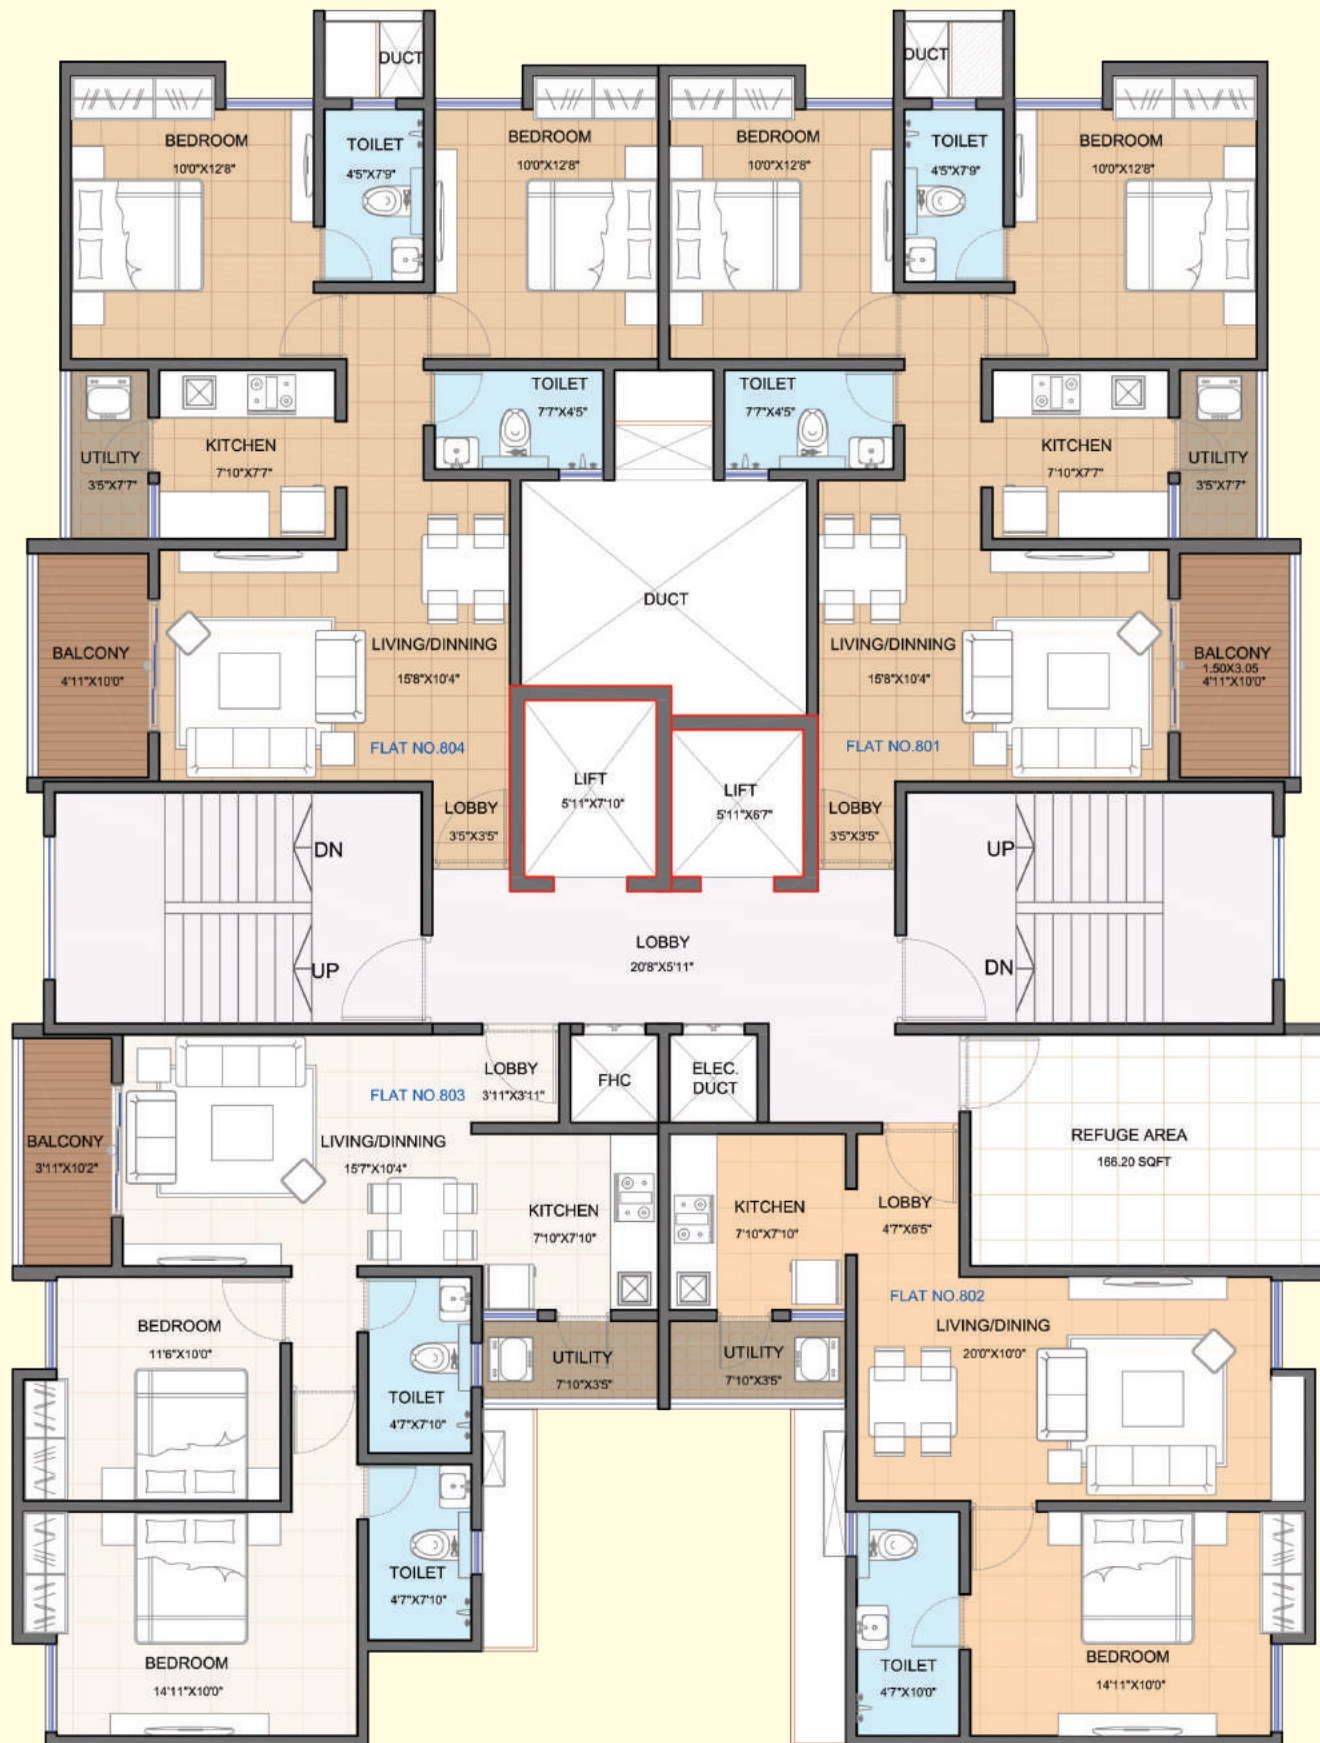 DUCT
DUCT
BEDROOM
10'0"X12'8"
TOILET
4'5"X7'9"
BEDROOM
10'0"X12'8"
BEDROOM
10'0"X12'8"
TOILET
4'5"X7'9"
BEDROOM
10'0"X12'8"
TOILET
7'7"X4'5"
TOILET
7'7"X4'5"
KITCHEN
7'10"X7'7"
UTILITY
3'5"X7'7"
KITCHEN
7'10"X7'7"
UTILITY
3'5"X7'7"
DUCT
BALCONY
4'11"X10'0"
LIVING/DINNING
15'8"X10'4"
FLAT NO.804
LIVING/DINNING
15'8"X10'4"
FLAT NO.801
BALCONY
1.50X3.05
4'11"X10'0"
LIFT
5'11"X7'10"
LIFT
5'11"X6'7"
LOBBY
3'5"X3'5"
LOBBY
3'5"X3'5"
DN
UP
UP
DN
LOBBY
20'8"X5'11"
LOBBY
3'11"X3'11"
FHC
ELEC.
DUCT
FLAT NO.803
BALCONY
3'11"X10'2"
LIVING/DINNING
15'7"X10'4"
REFUGE AREA
166.20 SQFT
KITCHEN
7'10"X7'10"
KITCHEN
7'10"X7'10"
LOBBY
4'7"X6'5"
FLAT NO.802
BEDROOM
11'6"X10'0"
LIVING/DINING
20'0"X10'0"
UTILITY
7'10"X3'5"
UTILITY
7'10"X3'5"
TOILET
4'7"X7'10"
TOILET
4'7"X7'10"
BEDROOM
14'11"X10'0"
TOILET
4'7"X10'0"
BEDROOM
14'11"X10'0"